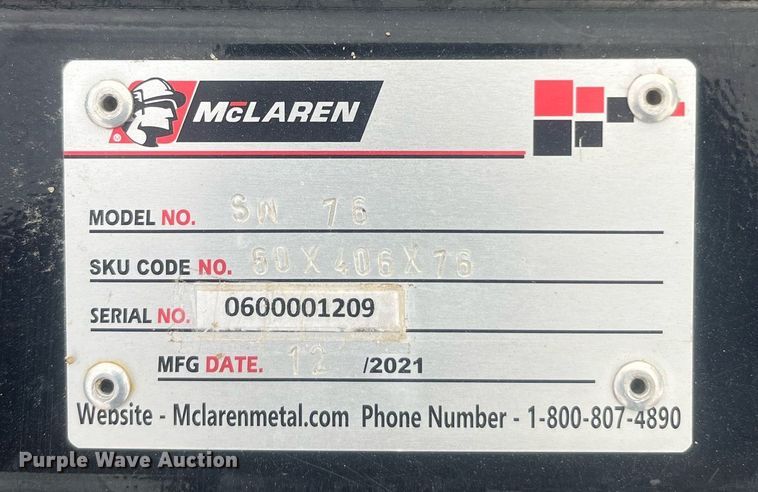 McLAREN
®
MODEL NO. SW 76
SKU CODE NO. 60X406X76
SERIAL NO. 0600001209
MFG DATE. 12 /2021
Website - Mclarenmetal.com Phone Number - 1-800-807-4890
Purple Wave Auction